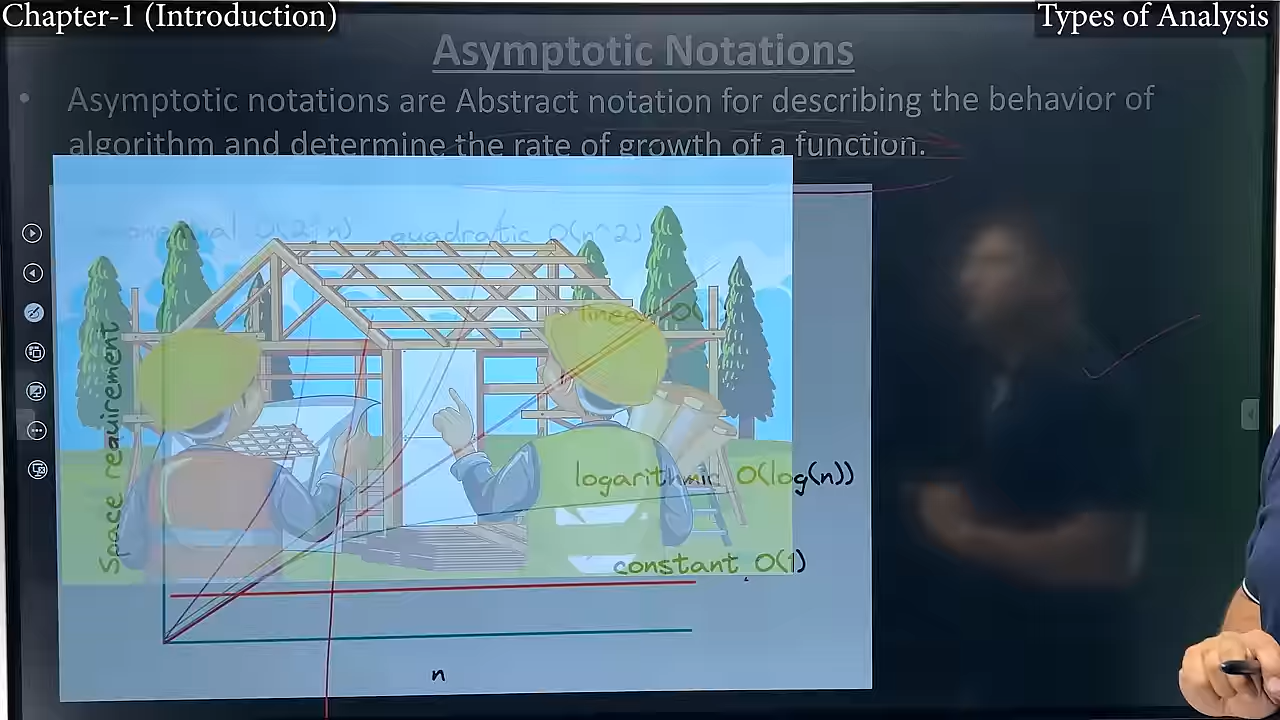 Chapter-1 (Introduction)
Types of Analysis
Asymptotic Notations
• Asymptotic notations are Abstract notation for describing the behavior of
algorithm and determine the rate of growth of a function.
quadratic O(n^2)
linear O(
logarithmic O(log(n))
constant O(1)
Space requirement
n